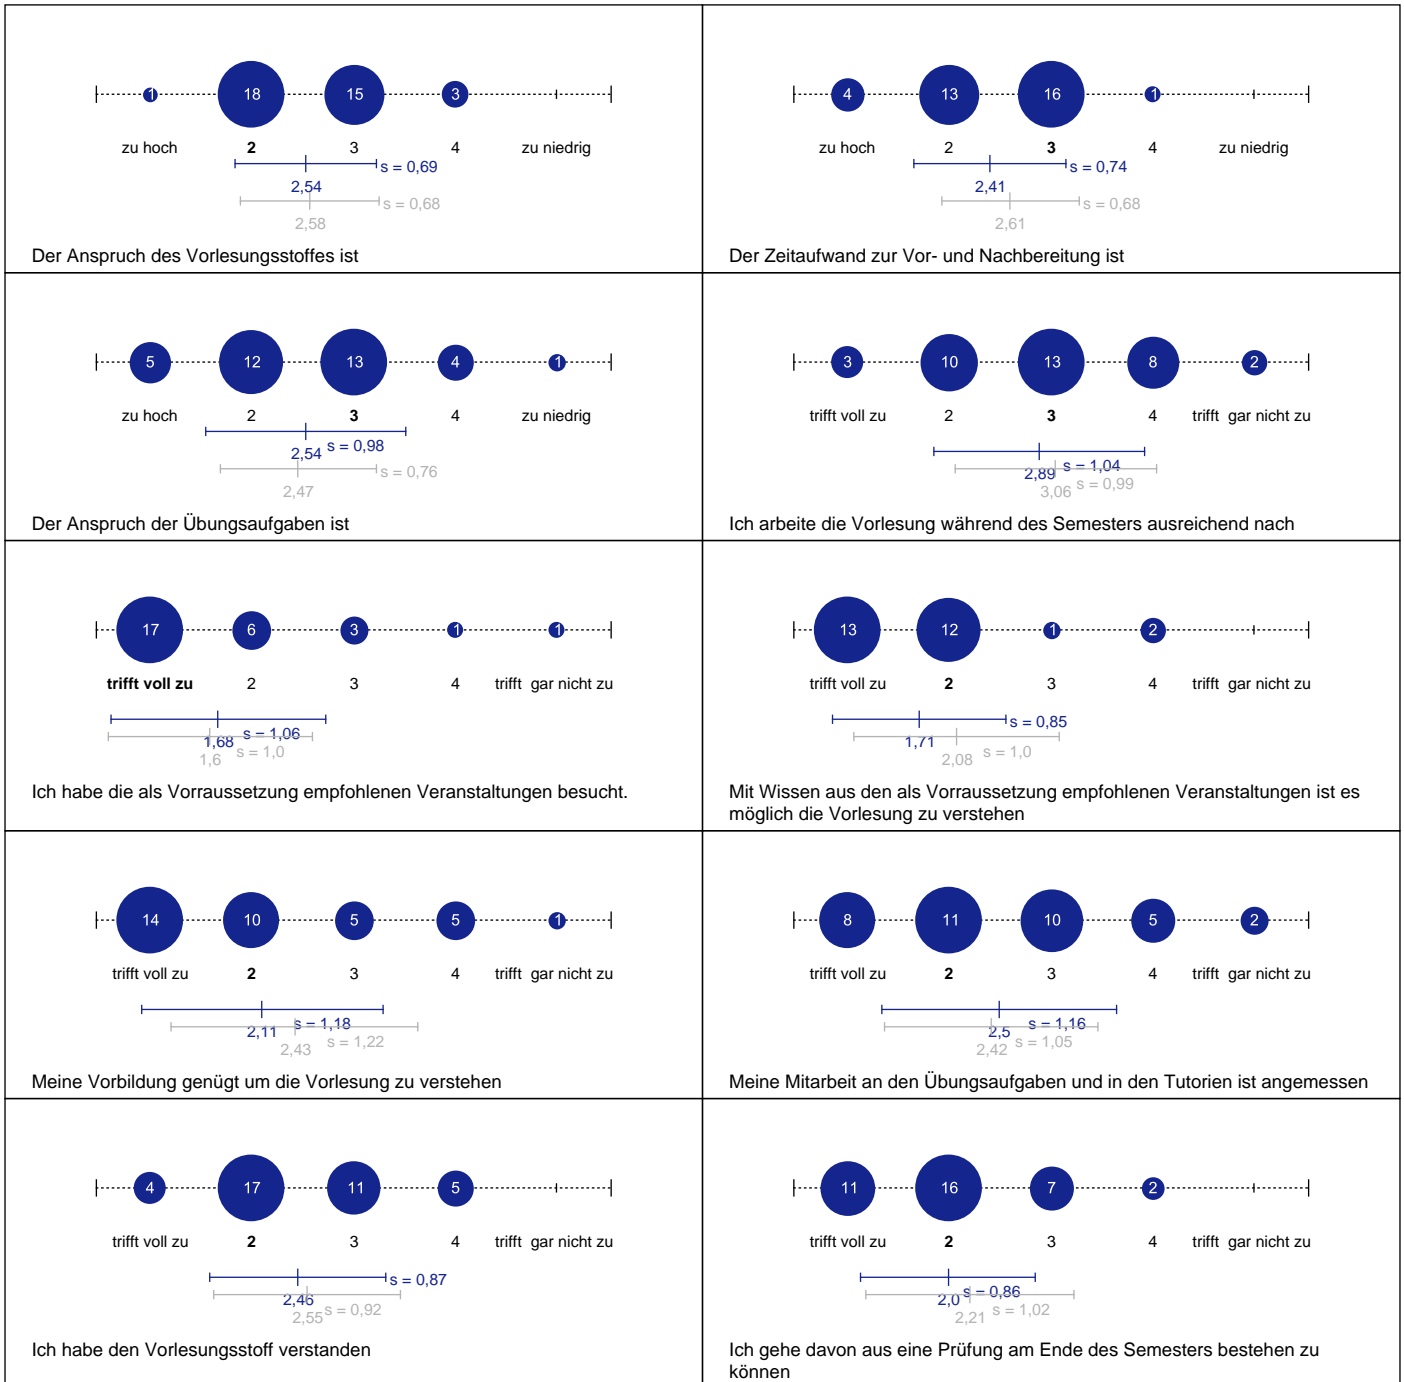 1 18 15 3
zu hoch 2 3 4 zu niedrig
s = 0,69
2,54
s = 0,68
2,58
Der Anspruch des Vorlesungsstoffes ist
4 13 16 1
zu hoch 2 3 4 zu niedrig
s = 0,74
2,41
s = 0,68
2,61
Der Zeitaufwand zur Vor- und Nachbereitung ist
5 12 13 4 1
zu hoch 2 3 4 zu niedrig
2,54 s = 0,98
s = 0,76
2,47
Der Anspruch der Übungsaufgaben ist
3 10 13 8 2
trifft voll zu 2 3 4 trifft gar nicht zu
2,89 s = 1,04
3,06 s = 0,99
Ich arbeite die Vorlesung während des Semesters ausreichend nach
17 6 3 1 1
trifft voll zu 2 3 4 trifft gar nicht zu
1,68 s = 1,06
1,6 s = 1,0
Ich habe die als Vorraussetzung empfohlenen Veranstaltungen besucht.
13 12 1 2
trifft voll zu 2 3 4 trifft gar nicht zu
s = 0,85
1,71
2,08 s = 1,0
Mit Wissen aus den als Vorraussetzung empfohlenen Veranstaltungen ist es
möglich die Vorlesung zu verstehen
14 10 5 5 1
trifft voll zu 2 3 4 trifft gar nicht zu
2,11 s = 1,18
2,43 s = 1,22
Meine Vorbildung genügt um die Vorlesung zu verstehen
8 11 10 5 2
trifft voll zu 2 3 4 trifft gar nicht zu
2,5 s = 1,16
2,42 s = 1,05
Meine Mitarbeit an den Übungsaufgaben und in den Tutorien ist angemessen
4 17 11 5
trifft voll zu 2 3 4 trifft gar nicht zu
s = 0,87
2,46
2,55 s = 0,92
Ich habe den Vorlesungsstoff verstanden
11 16 7 2
trifft voll zu 2 3 4 trifft gar nicht zu
2,0 s = 0,86
2,21 s = 1,02
Ich gehe davon aus eine Prüfung am Ende des Semesters bestehen zu
können